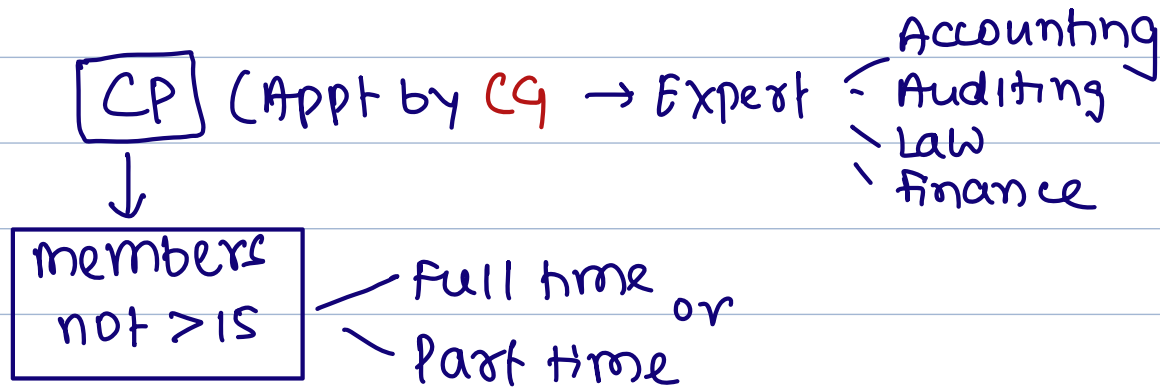 CP (Appt by CG → Expert
Accounting
Auditing
Law
Finance
members
not >15
Full time
or
Part time